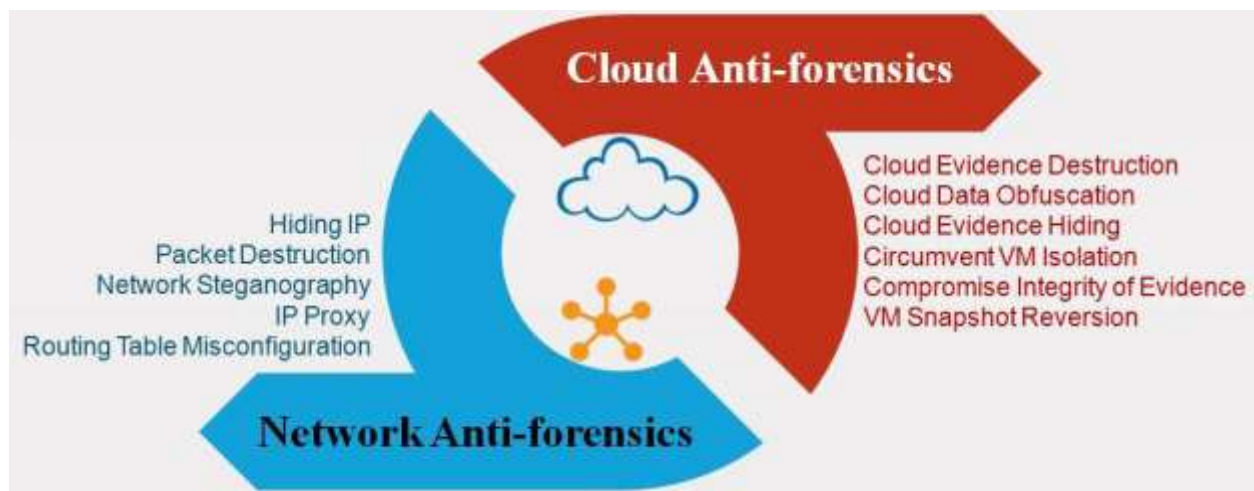 Cloud Anti-forensics
Cloud Evidence Destruction
Cloud Data Obfuscation
Cloud Evidence Hiding
Circumvent VM Isolation
Compromise Integrity of Evidence
VM Snapshot Reversion
Hiding IP
Packet Destruction
Network Steganography
IP Proxy
Routing Table Misconfiguration
Network Anti-forensics